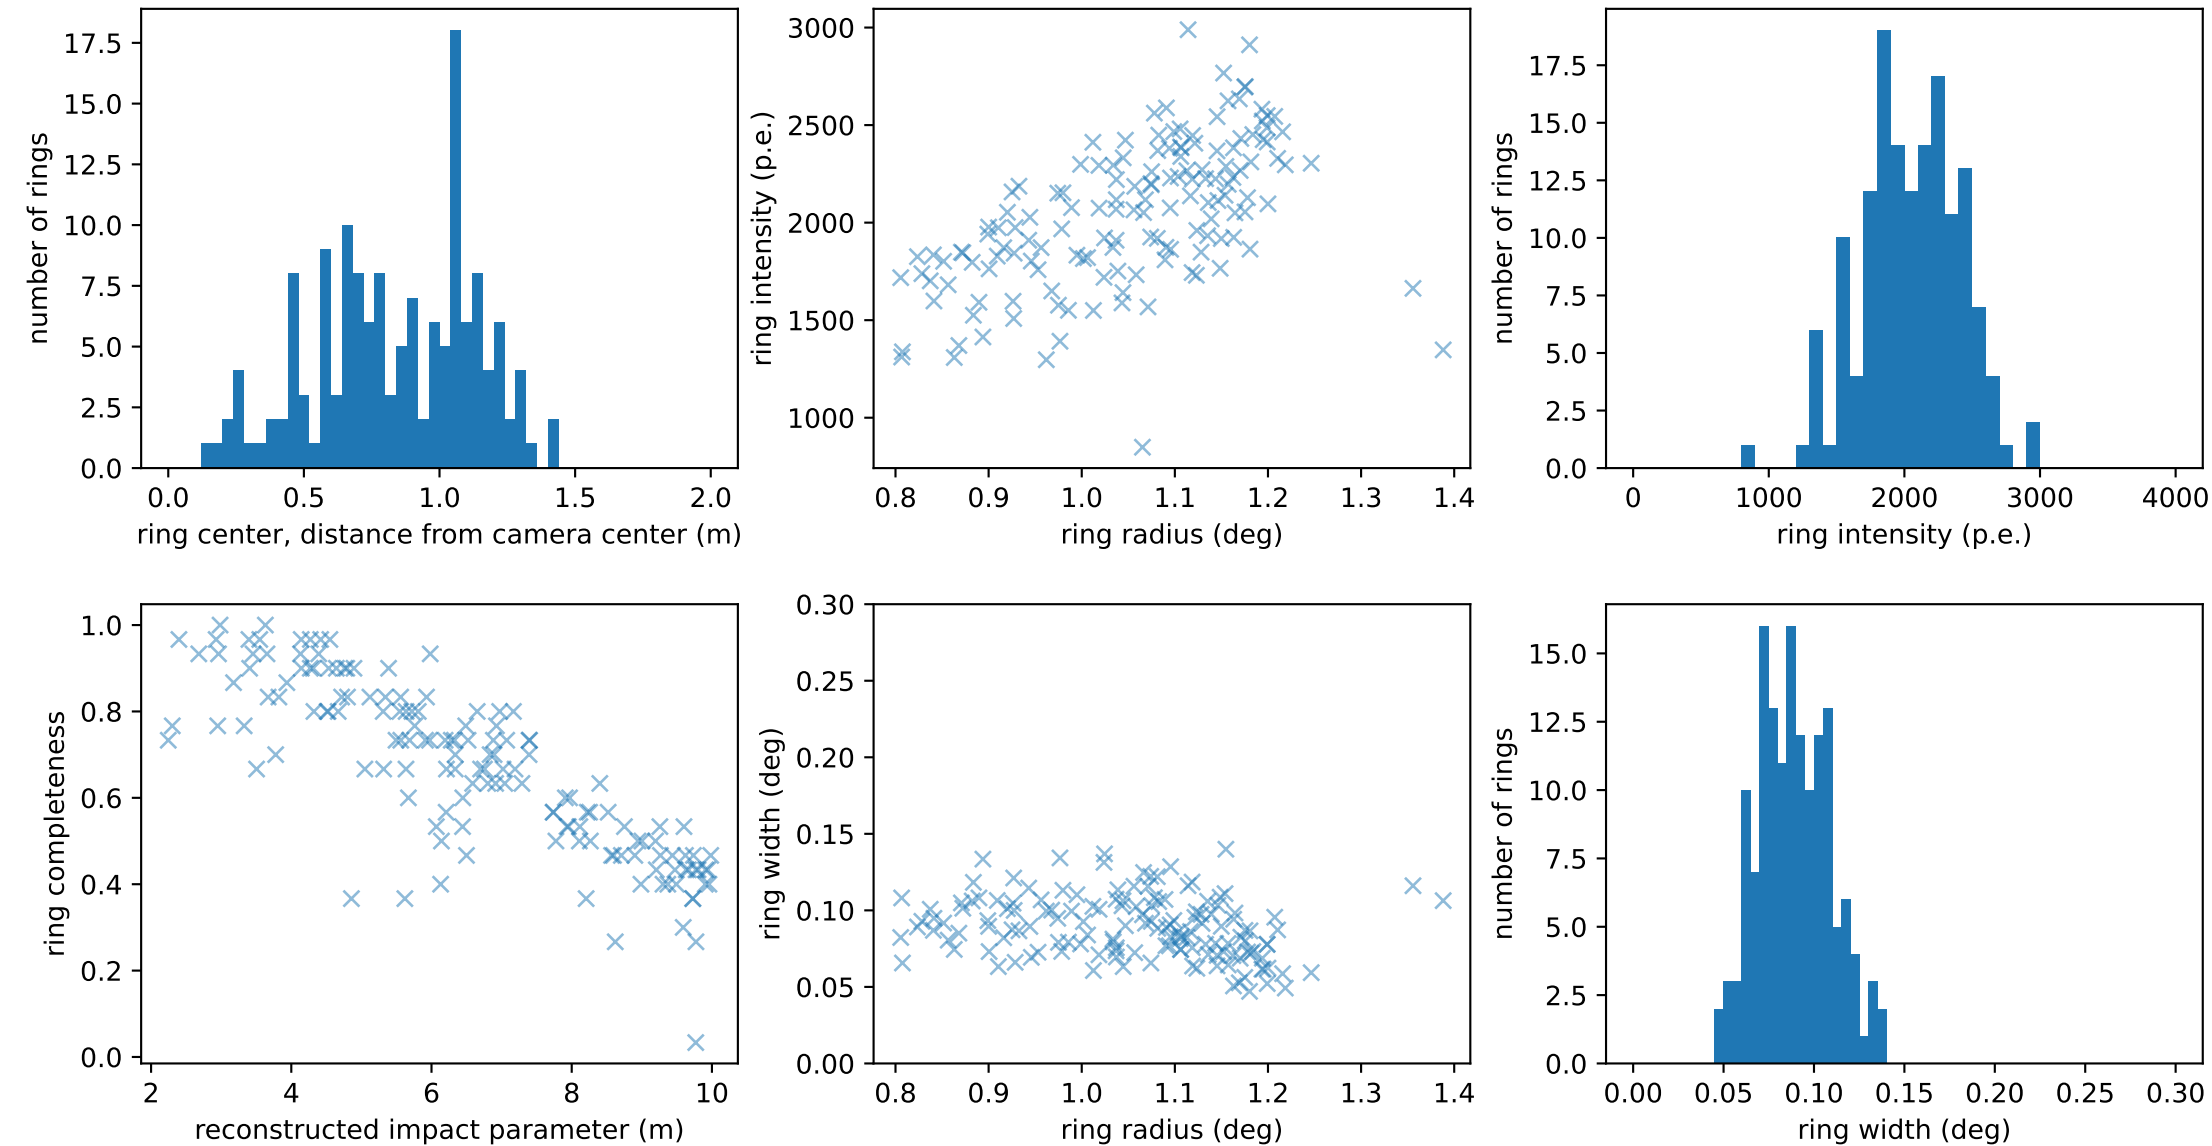 number of rings
17.5
15.0
12.5
10.0
7.5
5.0
2.5
0.0
0.0 0.5 1.0 1.5 2.0
ring center, distance from camera center (m)
ring intensity (p.e.)
3000
2500
2000
1500
1000
0.8 0.9 1.0 1.1 1.2 1.3 1.4
ring radius (deg)
number of rings
17.5
15.0
12.5
10.0
7.5
5.0
2.5
0.0
0 1000 2000 3000 4000
ring intensity (p.e.)
ring completeness
1.0
0.8
0.6
0.4
0.2
0.0
2 4 6 8 10
reconstructed impact parameter (m)
ring width (deg)
0.30
0.25
0.20
0.15
0.10
0.05
0.00
0.8 0.9 1.0 1.1 1.2 1.3 1.4
ring radius (deg)
number of rings
15.0
12.5
10.0
7.5
5.0
2.5
0.0
0.00 0.05 0.10 0.15 0.20 0.25 0.30
ring width (deg)